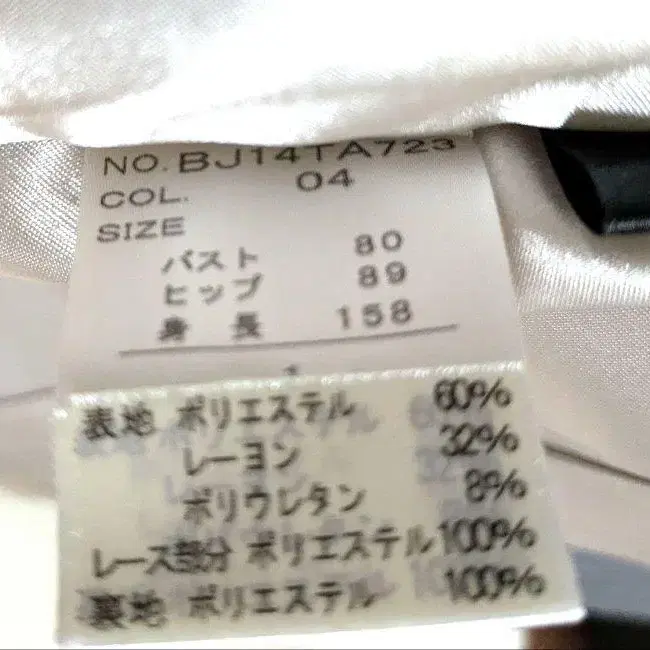 NO. BJ14TA723
COL. 04
SIZE
バスト 80
ヒップ 89
身長 158
表地 ポリエステル 60%
レーヨン 32%
ポリウレタン 8%
レース部分 ポリエステル 100%
裏地 ポリエステル 100%